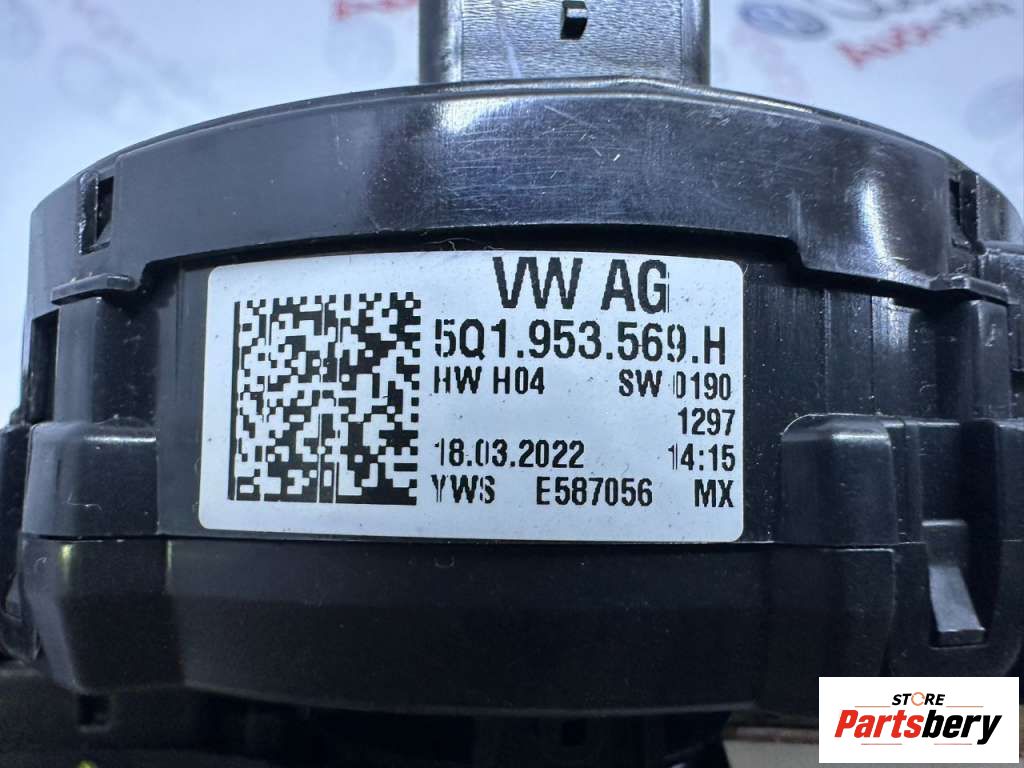 VW AG
5Q1.953.569.H
HW H04 SW 0190
1297
18.03.2022 14:15
YWS E587056 MX
STORE
Partsbery